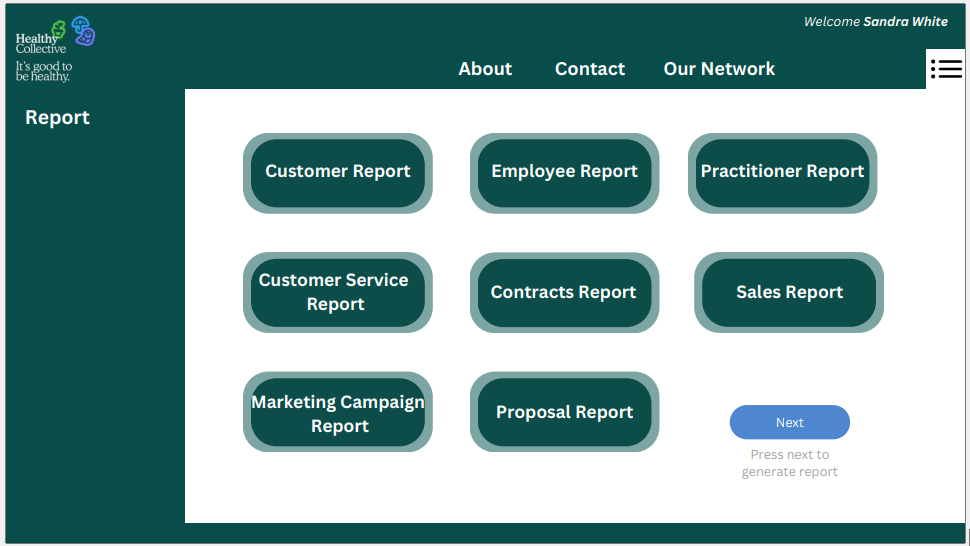 Healthy
Collective
It's good to
be healthy.
Welcome Sandra White
About Contact Our Network
Report
Customer Report
Employee Report
Practitioner Report
Customer Service
Report
Contracts Report
Sales Report
Marketing Campaign
Report
Proposal Report
Next
Press next to
generate report